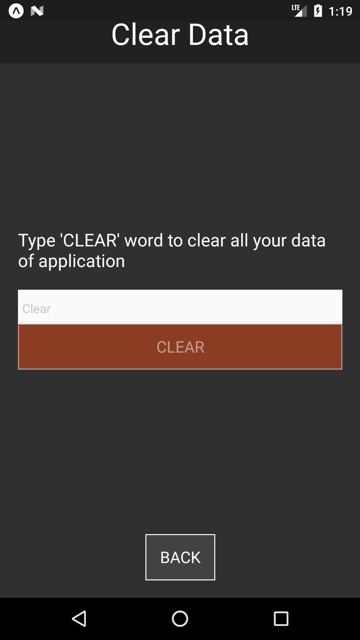 LTE 1:19
Clear Data
Type 'CLEAR' word to clear all your data
of application
Clear
CLEAR
BACK